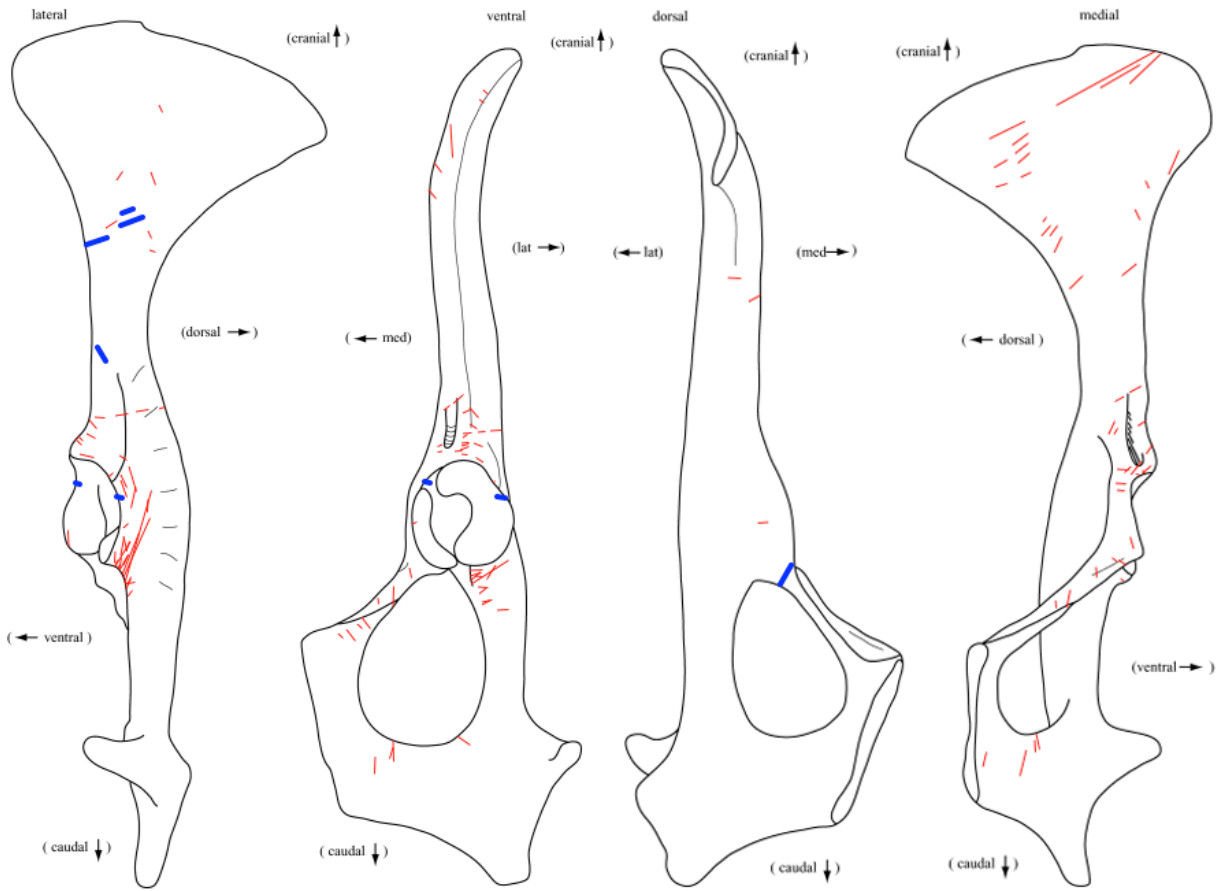 lateral
ventral
dorsal
medial
(cranial ↑)
(cranial ↑)
(cranial ↑)
(cranial ↑)
(lat →)
(← lat)
(med→)
(dorsal →)
(← med)
(← dorsal )
(← ventral )
(ventral→ )
( caudal ↓)
( caudal ↓)
( caudal ↓)
( caudal ↓)